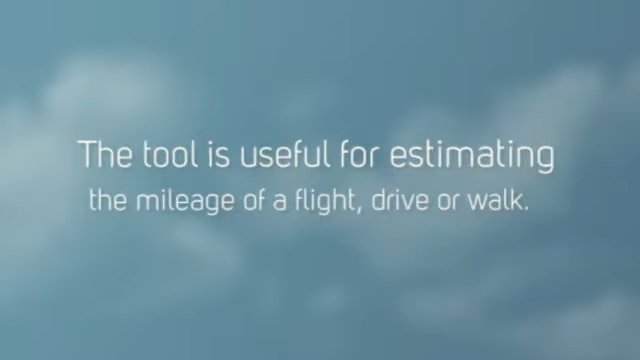 The tool is useful for estimating
the mileage of a flight, drive or walk.